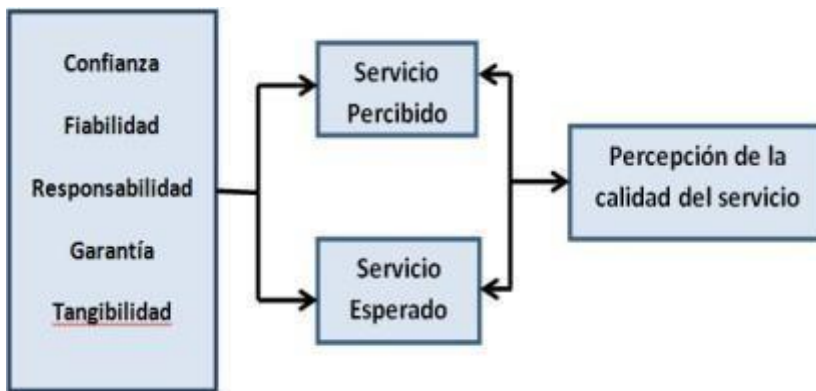 Confianza
Fiabilidad
Responsabilidad
Garantía
Tangibilidad
Servicio
Percibido
Servicio
Esperado
Percepción de la
calidad del servicio